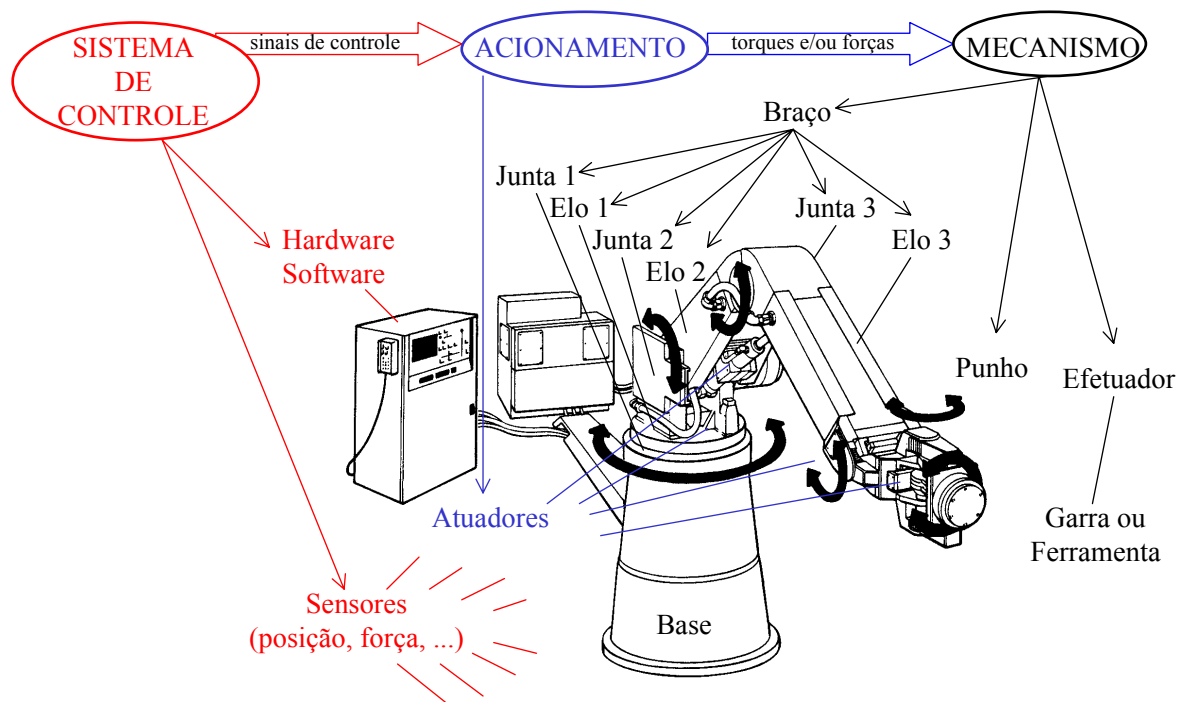 SISTEMA
DE
CONTROLE
sinais de controle
ACIONAMENTO
torques e/ou forças
MECANISMO
Braço
Junta 1
Elo 1
Junta 2
Elo 2
Junta 3
Elo 3
Hardware
Software
Punho
Efetuador
Atuadores
Garra ou
Ferramenta
Sensores
(posição, força, ...)
Base